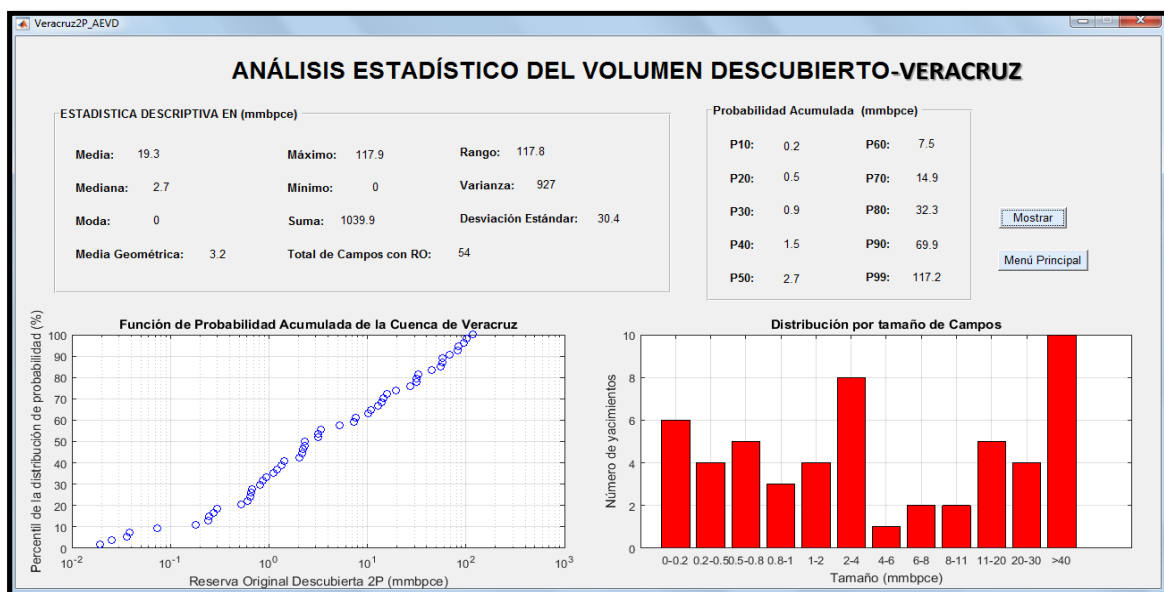 Veracruz2P_AEVD
ANÁLISIS ESTADÍSTICO DEL VOLUMEN DESCUBIERTO-VERACRUZ
ESTADISTICA DESCRIPTIVA EN (mmbpce)
Media: 19.3 Máximo: 117.9 Rango: 117.8
Mediana: 2.7 Mínimo: 0 Varianza: 927
Moda: 0 Suma: 1039.9 Desviación Estándar: 30.4
Media Geométrica: 3.2 Total de Campos con RO: 54
Probabilidad Acumulada (mmbpce)
P10: 0.2 P60: 7.5
P20: 0.5 P70: 14.9
P30: 0.9 P80: 32.3
P40: 1.5 P90: 69.9
P50: 2.7 P99: 117.2
Mostrar
Menú Principal
Función de Probabilidad Acumulada de la Cuenca de Veracruz
Percentil de la distribución de probabilidad (%)
100
90
80
70
60
50
40
30
20
10
0
10^-2 10^-1 10^0 10^1 10^2 10^3
Reserva Original Descubierta 2P (mmbpce)
Distribución por tamaño de Campos
Número de yacimientos
10
8
6
4
2
0
0-0.2 0.2-0.5 0.5-0.8 0.8-1 1-2 2-4 4-6 6-8 8-11 11-20 20-30 >40
Tamaño (mmbpce)